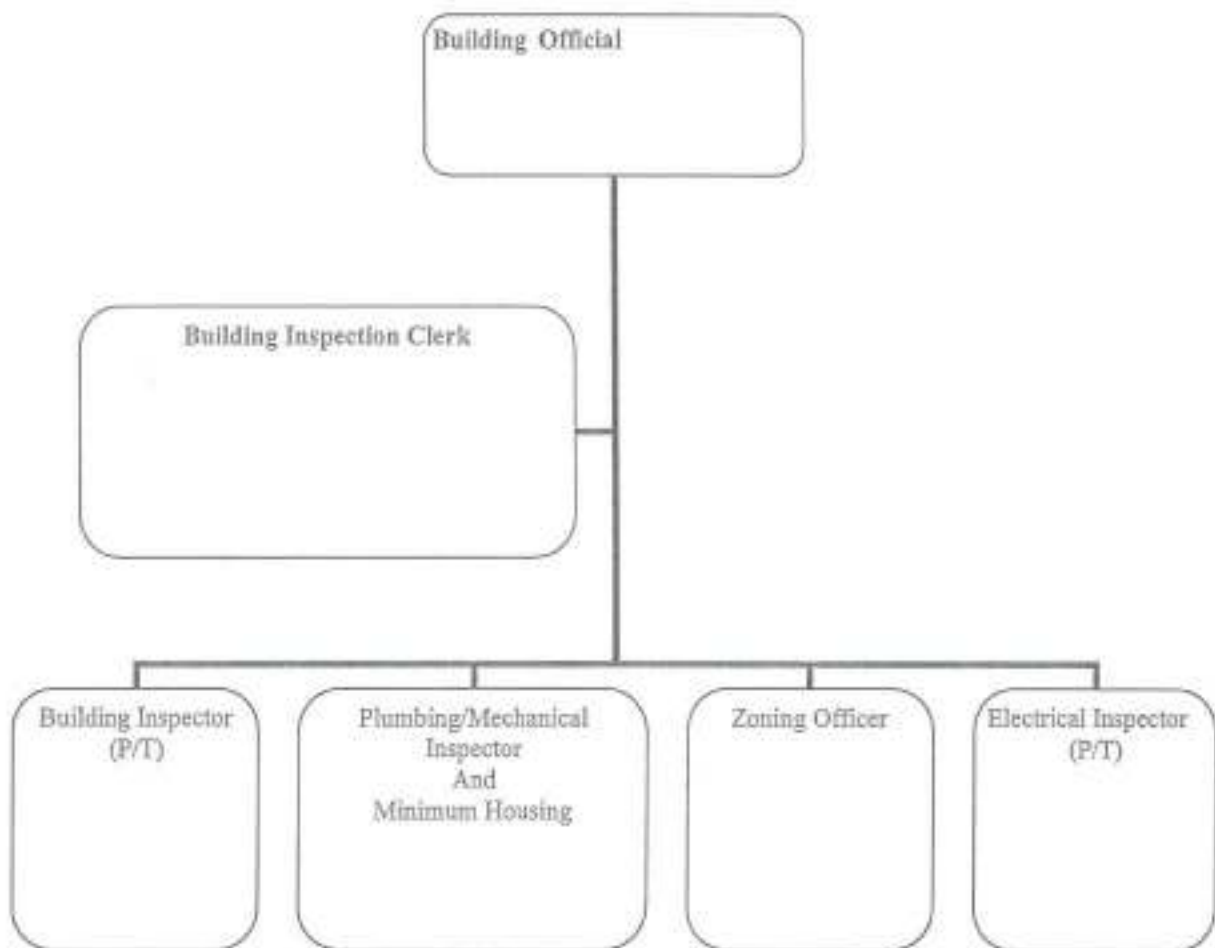 Building Official
Building Inspection Clerk
Building Inspector
(P/T)
Plumbing/Mechanical
Inspector
And
Minimum Housing
Zoning Officer
Electrical Inspector
(P/T)